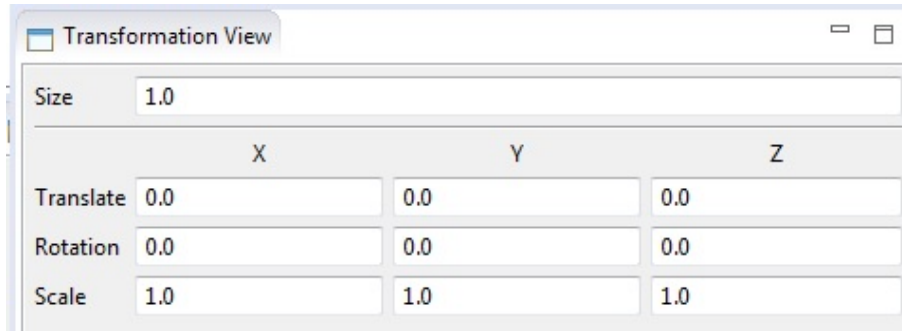 Transformation View
Size 1.0
X Y Z
Translate 0.0 0.0 0.0
Rotation 0.0 0.0 0.0
Scale 1.0 1.0 1.0